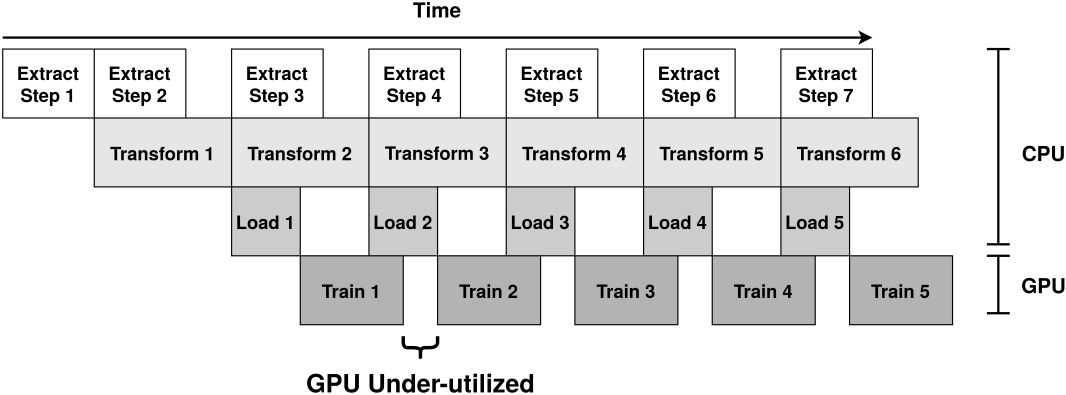 Time
Extract
Step 1
Extract
Step 2
Extract
Step 3
Extract
Step 4
Extract
Step 5
Extract
Step 6
Extract
Step 7
Transform 1
Transform 2
Transform 3
Transform 4
Transform 5
Transform 6
CPU
Load 1
Load 2
Load 3
Load 4
Load 5
Train 1
Train 2
Train 3
Train 4
Train 5
GPU
GPU Under-utilized